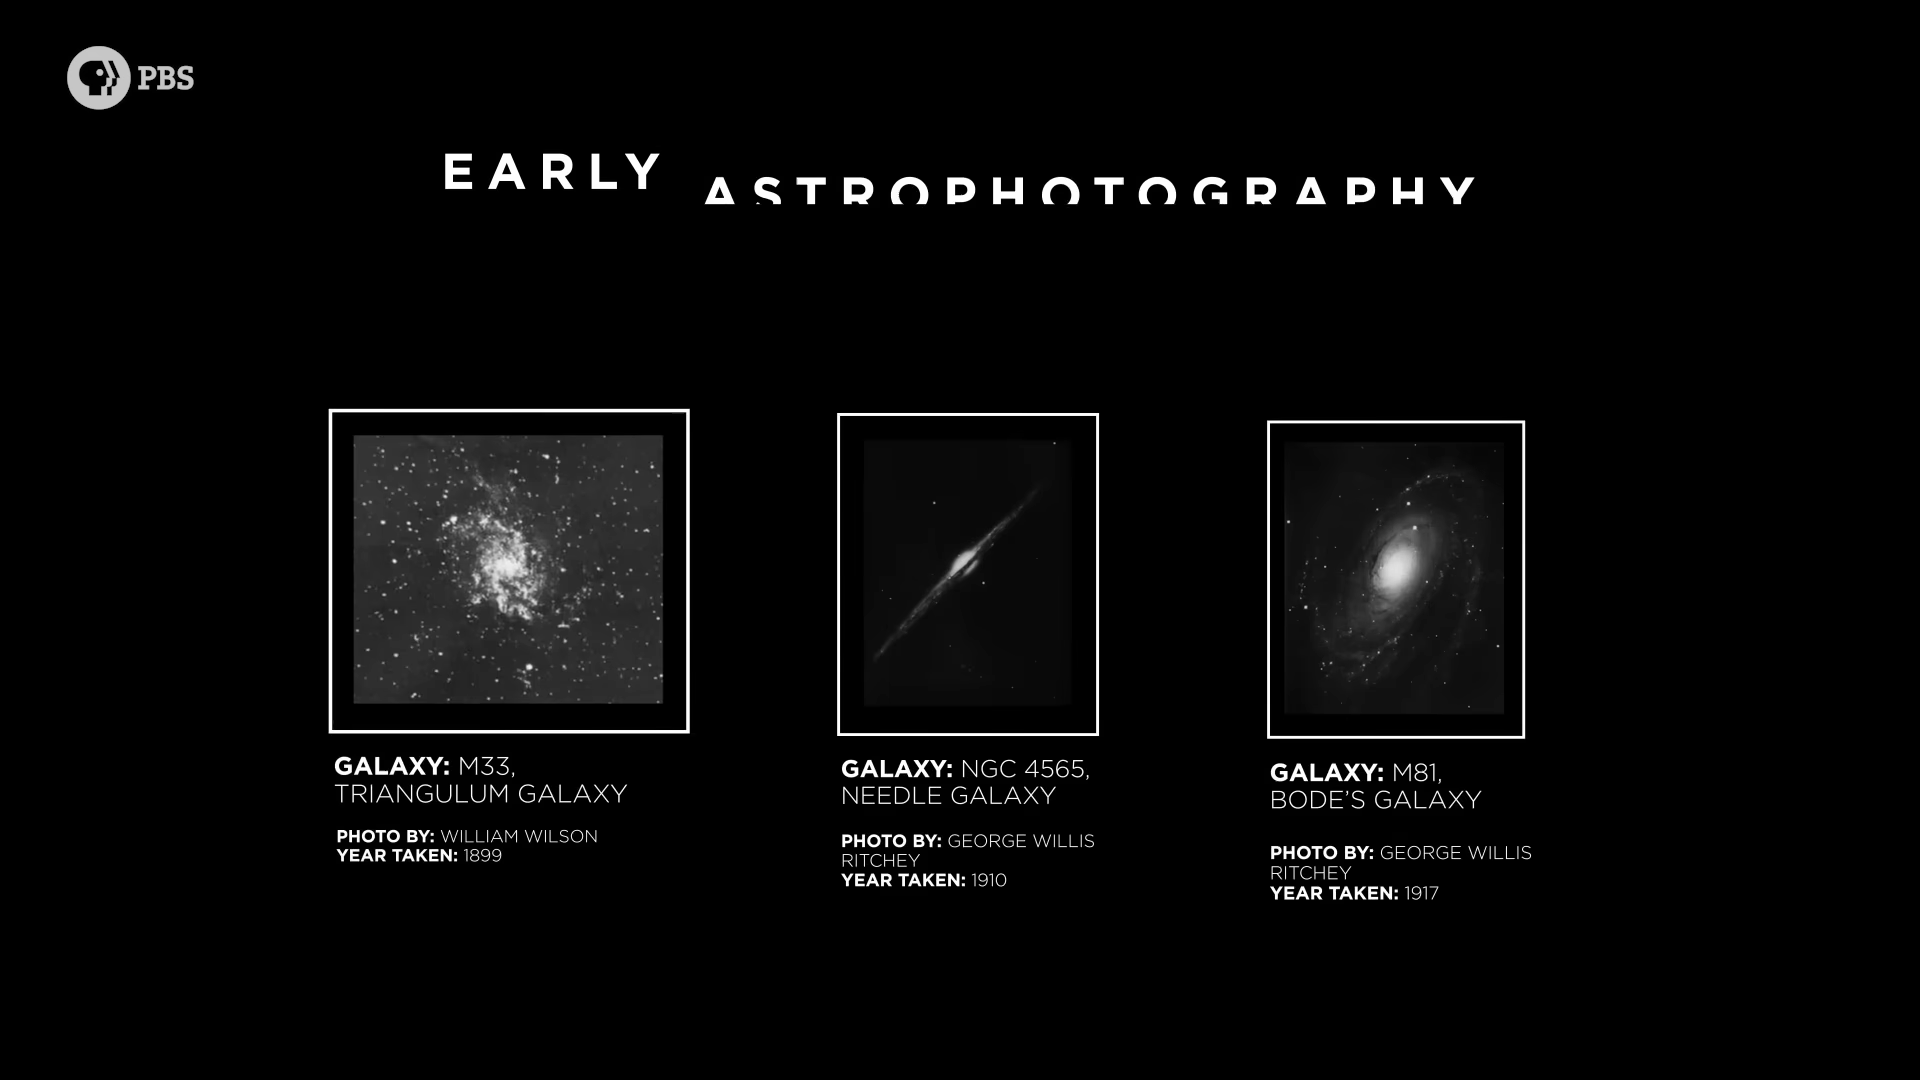 PBS
EARLY ASTROPHOTOGRAPHY
GALAXY: M33,
TRIANGULUM GALAXY
PHOTO BY: WILLIAM WILSON
YEAR TAKEN: 1899
GALAXY: NGC 4565,
NEEDLE GALAXY
PHOTO BY: GEORGE WILLIS
RITCHEY
YEAR TAKEN: 1910
GALAXY: M81,
BODE'S GALAXY
PHOTO BY: GEORGE WILLIS
RITCHEY
YEAR TAKEN: 1917